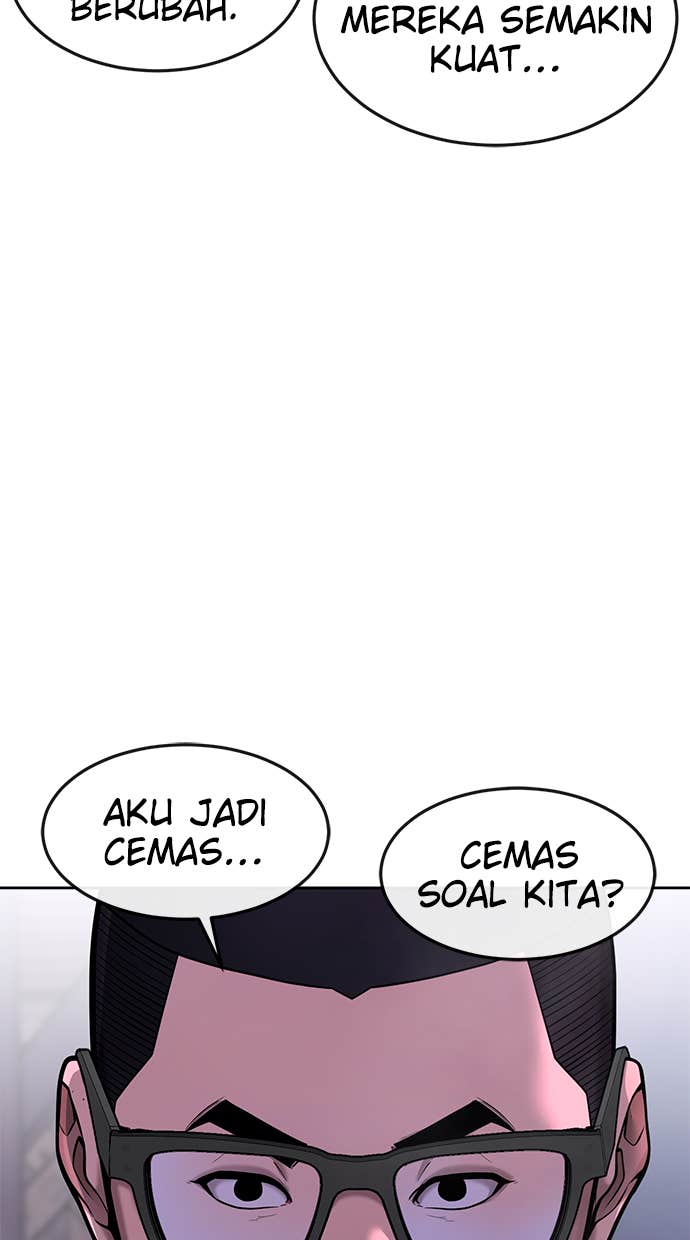 BERUBAH.
MEREKA SEMAKIN
KUAT...
AKU JADI
CEMAS...
CEMAS
SOAL KITA?